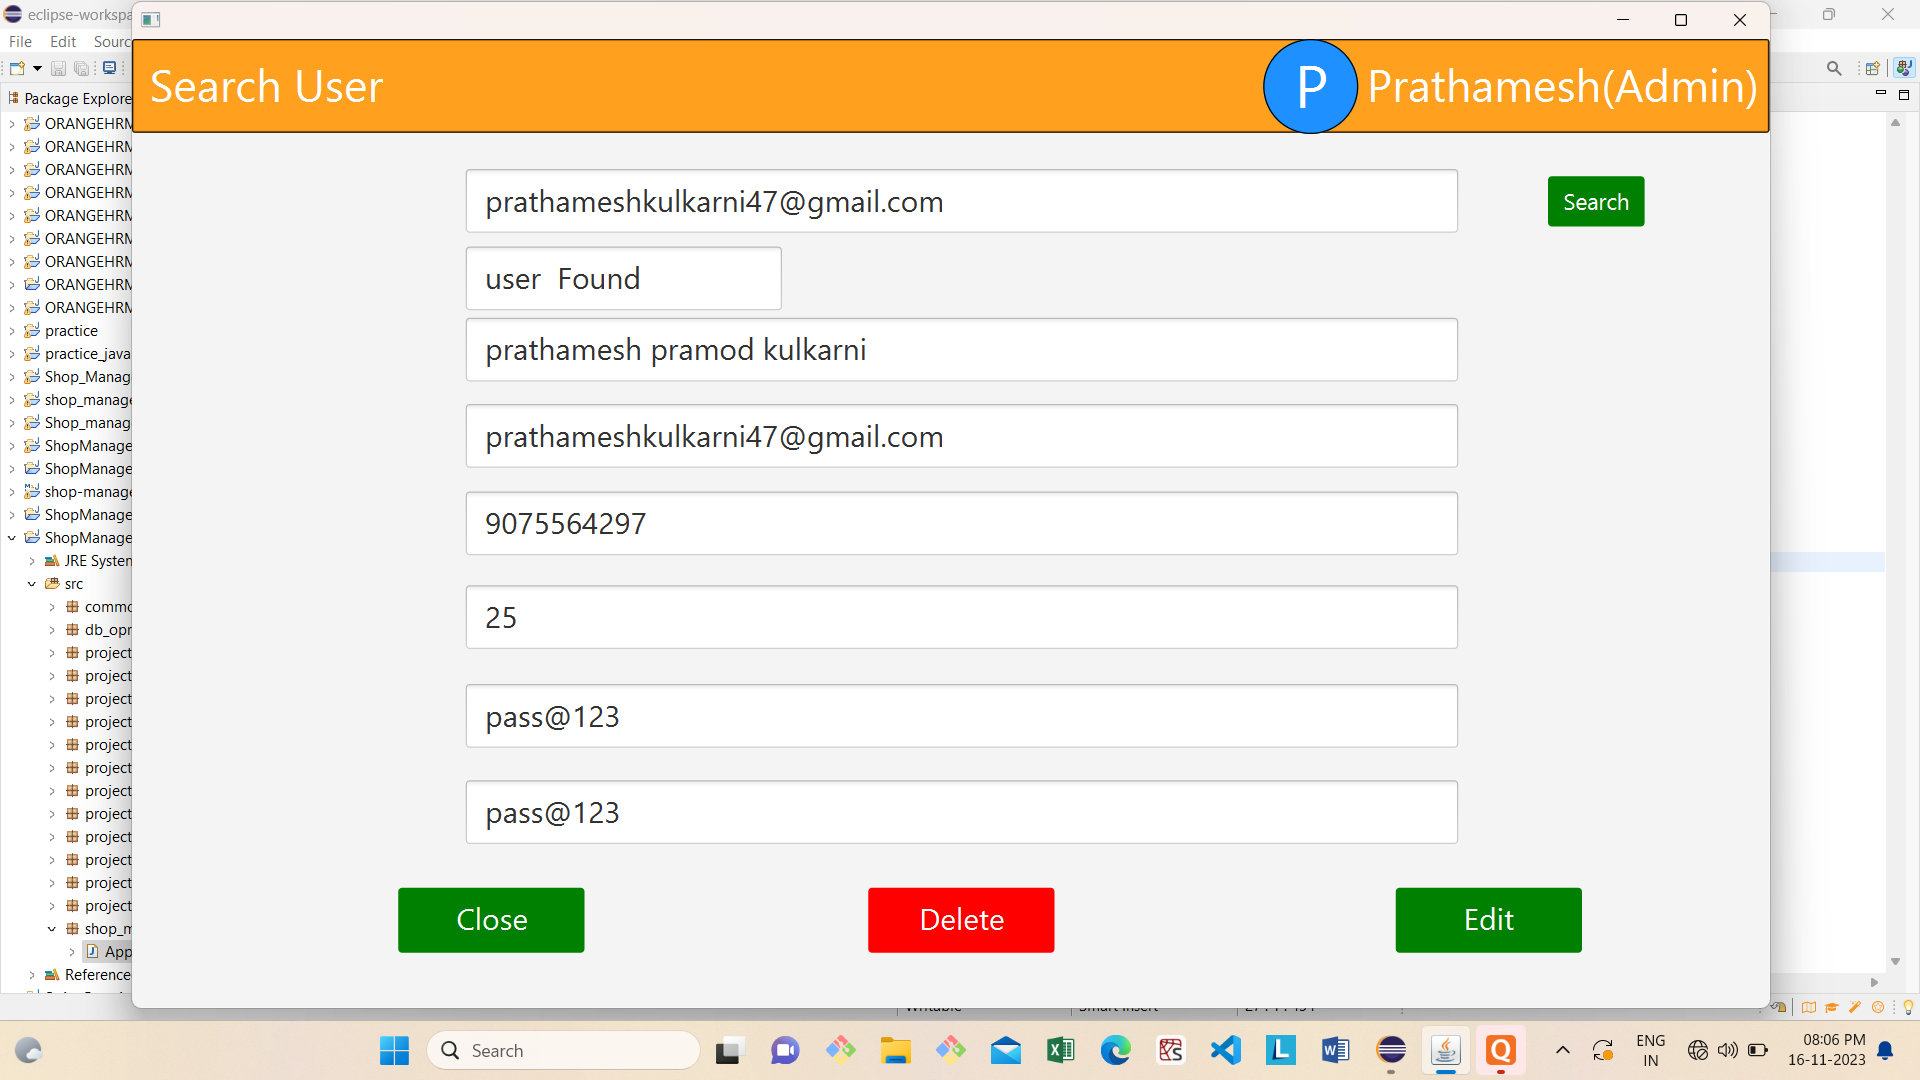 eclipse-workspa
File Edit Sourc
Search User
P Prathamesh(Admin)
Package Explore
ORANGEHRM
ORANGEHRM
ORANGEHRM
ORANGEHRM
ORANGEHRM
ORANGEHRM
ORANGEHRM
ORANGEHRM
ORANGEHRM
practice
practice_java
Shop_Manag
shop_manage
Shop_manag
ShopManage
ShopManage
shop-manage
ShopManage
ShopManage
JRE System
src
commo
db_opr
project
project
project
project
project
project
project
project
project
project
project
project
shop_m
App
Reference
prathameshkulkarni47@gmail.com
Search
user  Found
prathamesh pramod kulkarni
prathameshkulkarni47@gmail.com
9075564297
25
pass@123
pass@123
Close
Delete
Edit
Search
ENG
IN
08:06 PM
16-11-2023